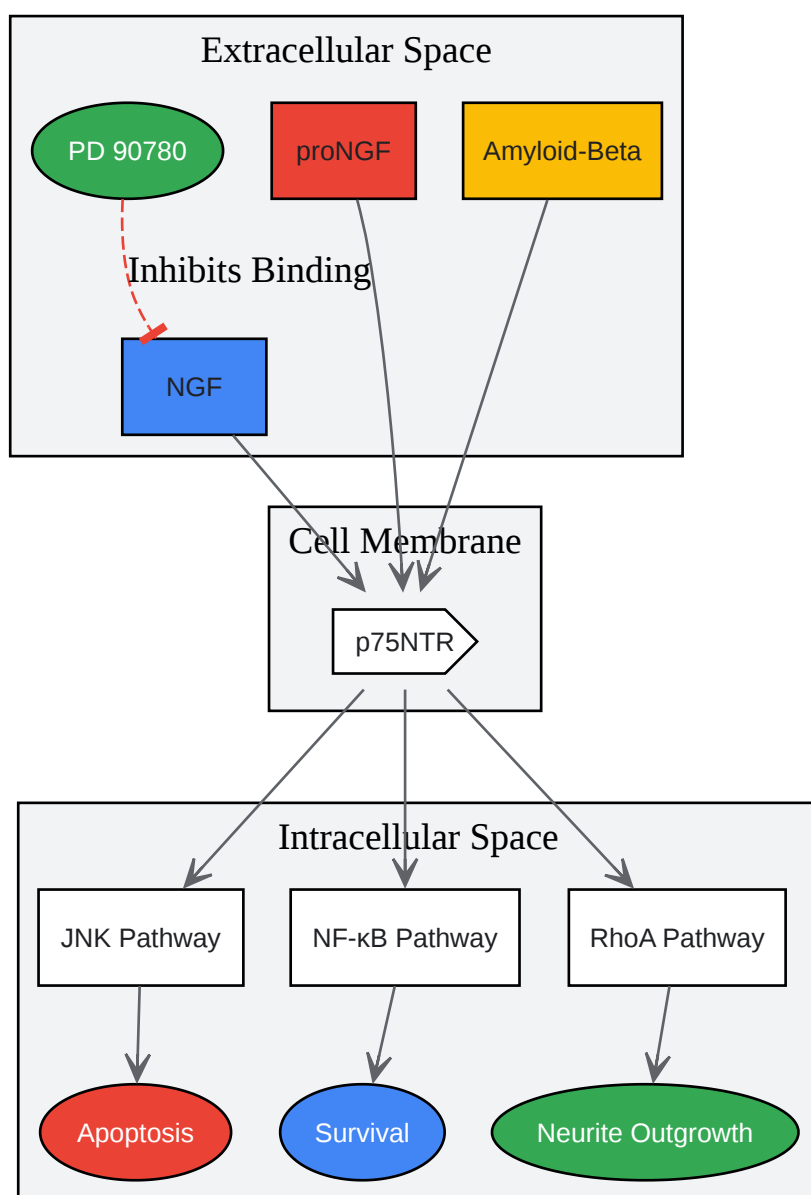 Extracellular Space
PD 90780
proNGF
Amyloid-Beta
Inhibits Binding
NGF
Cell Membrane
p75NTR
Intracellular Space
JNK Pathway
NF-κB Pathway
RhoA Pathway
Apoptosis
Survival
Neurite Outgrowth